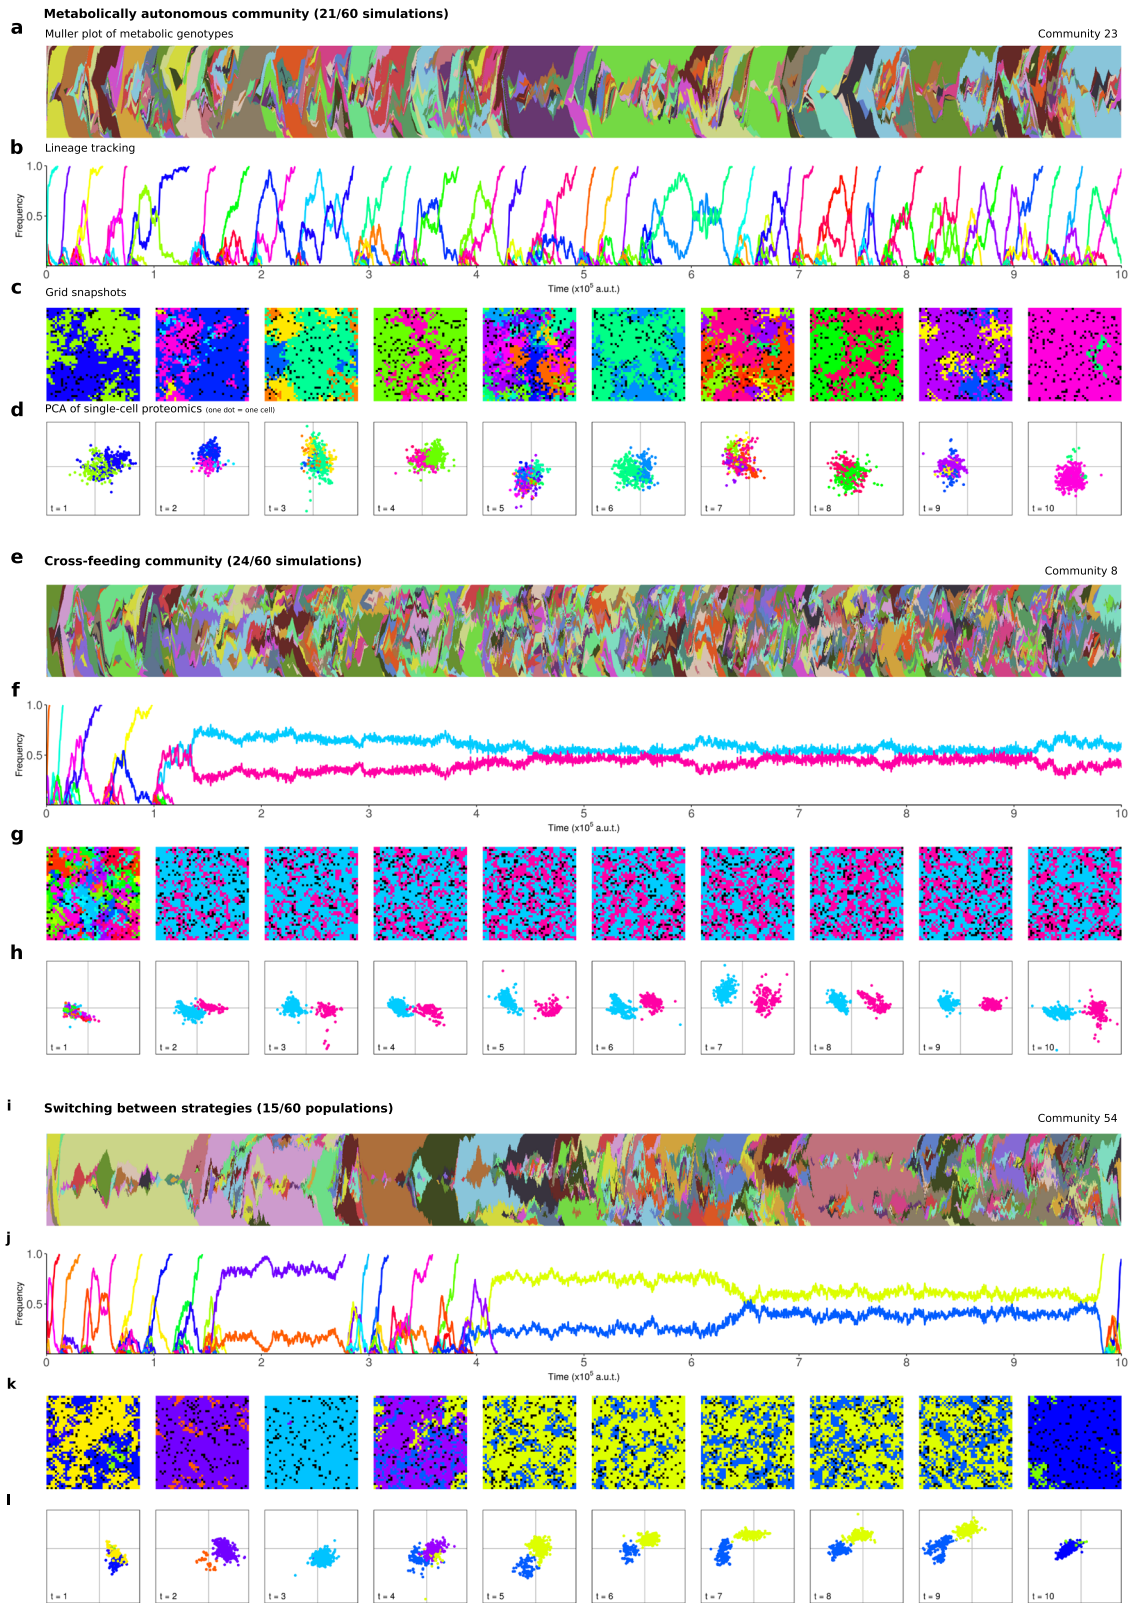 Metabolically autonomous community (21/60 simulations)
a
Muller plot of metabolic genotypes
Community 23
b
Lineage tracking
1.0
0.5
Frequency
0 1 2 3 4 5 6 7 8 9 10
Time (x10⁵ a.u.t.)
c
Grid snapshots
d
PCA of single-cell proteomics (one dot = one cell)
t = 1 t = 2 t = 3 t = 4 t = 5 t = 6 t = 7 t = 8 t = 9 t = 10
e
Cross-feeding community (24/60 simulations)
Community 8
f
1.0
0.5
Frequency
0 1 2 3 4 5 6 7 8 9 10
Time (x10⁵ a.u.t.)
g
h
t = 1 t = 2 t = 3 t = 4 t = 5 t = 6 t = 7 t = 8 t = 9 t = 10
i
Switching between strategies (15/60 populations)
Community 54
j
1.0
0.5
Frequency
0 1 2 3 4 5 6 7 8 9 10
Time (x10⁵ a.u.t.)
k
l
t = 1 t = 2 t = 3 t = 4 t = 5 t = 6 t = 7 t = 8 t = 9 t = 10